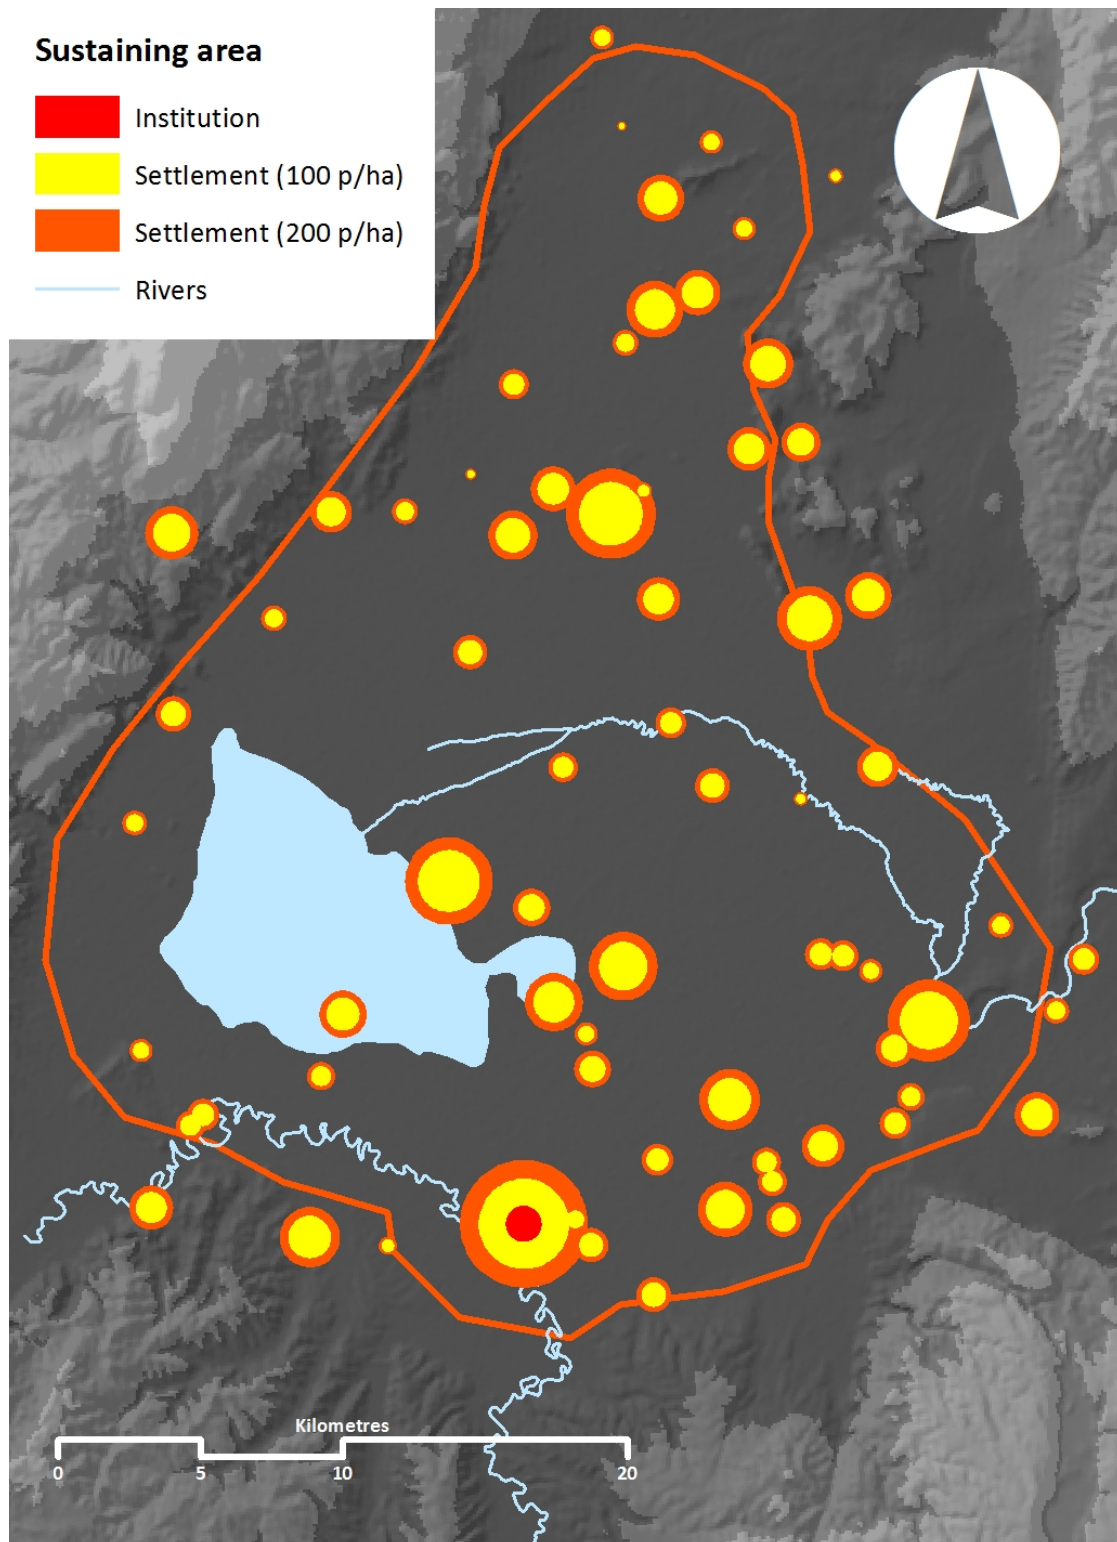 Sustaining area
Institution
Settlement (100 p/ha)
Settlement (200 p/ha)
Rivers
Kilometres
0 5 10 20